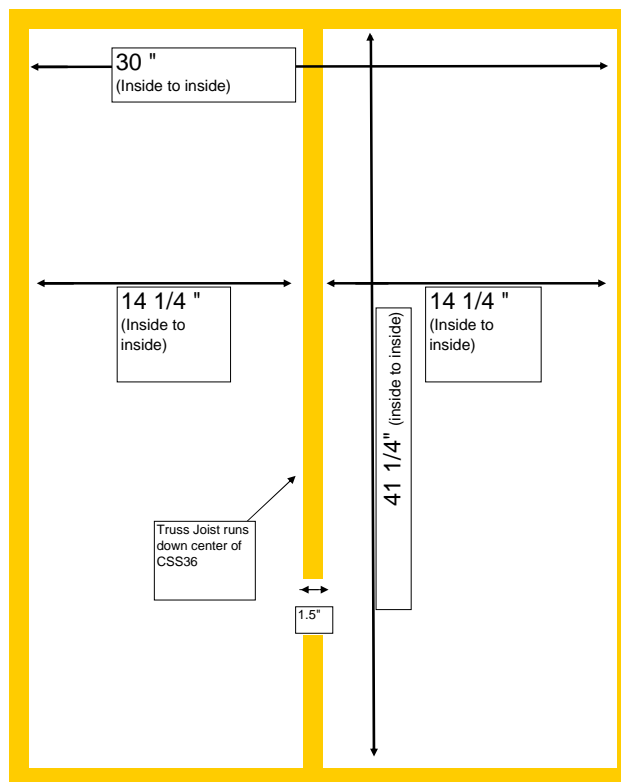 30 "
(Inside to inside)
14 1/4 "
(Inside to
inside)
14 1/4 "
(Inside to
inside)
41 1/4" (inside to inside)
Truss Joist runs
down center of
CSS36
1.5"